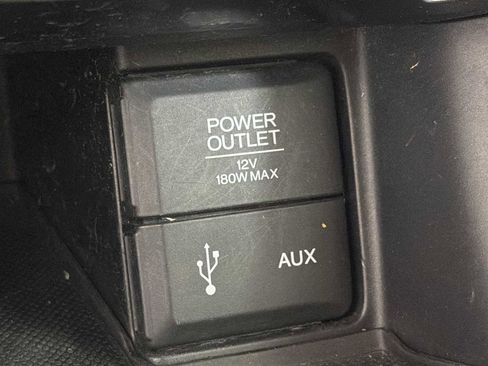 POWER
OUTLET
12V
180W MAX
AUX